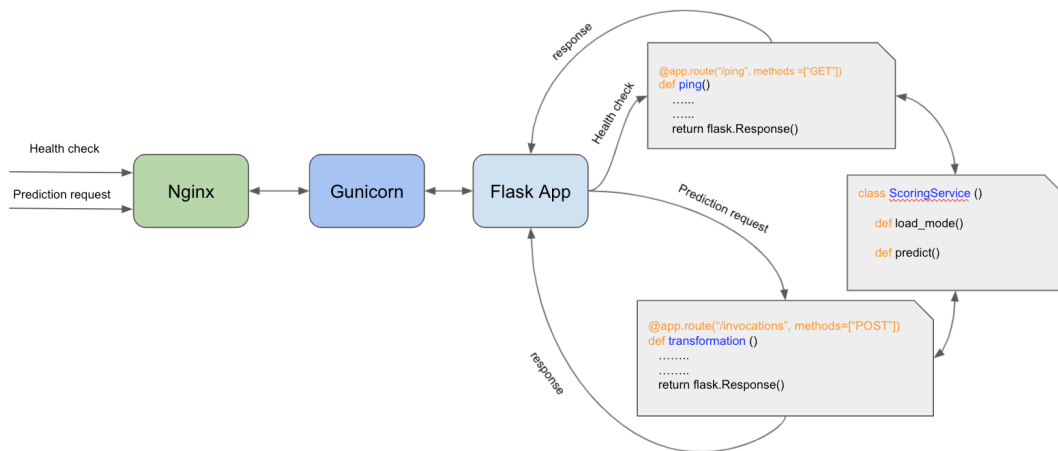 Health check
Prediction request
Nginx
Gunicorn
Flask App
response
Health check
Prediction request
response
@app.route("/ping", methods =["GET"])
def ping()
…...
…...
return flask.Response()
class ScoringService ()
def load_mode()
def predict()
@app.route("/invocations", methods=["POST"])
def transformation ()
……..
……..
return flask.Response()